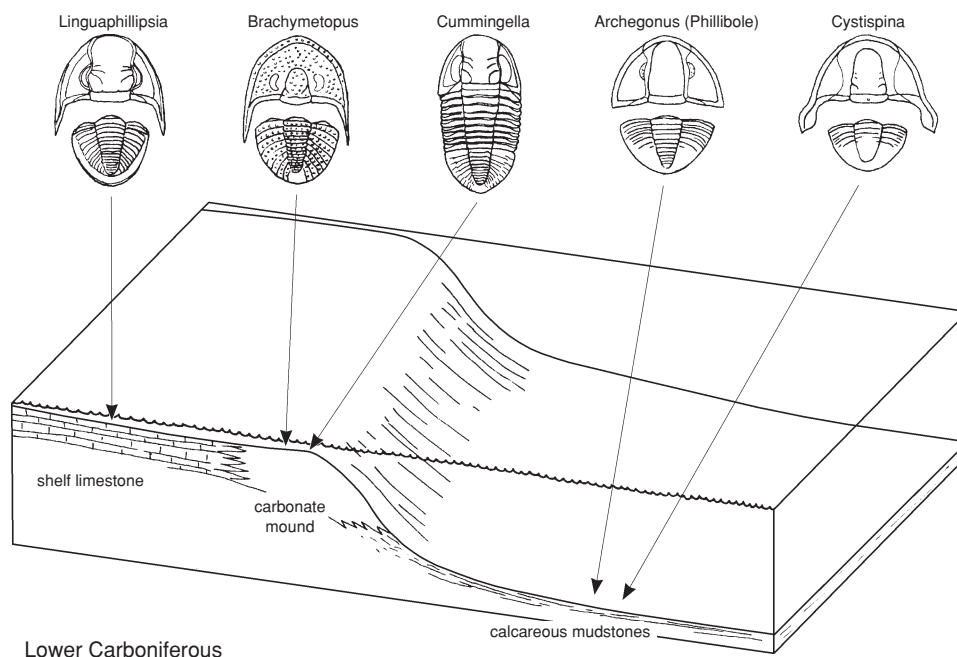 Linguaphillipsia
Brachymetopus
Cummingella
Archegonus (Phillibole)
Cystispina
shelf limestone
carbonate
mound
calcareous mudstones
Lower Carboniferous